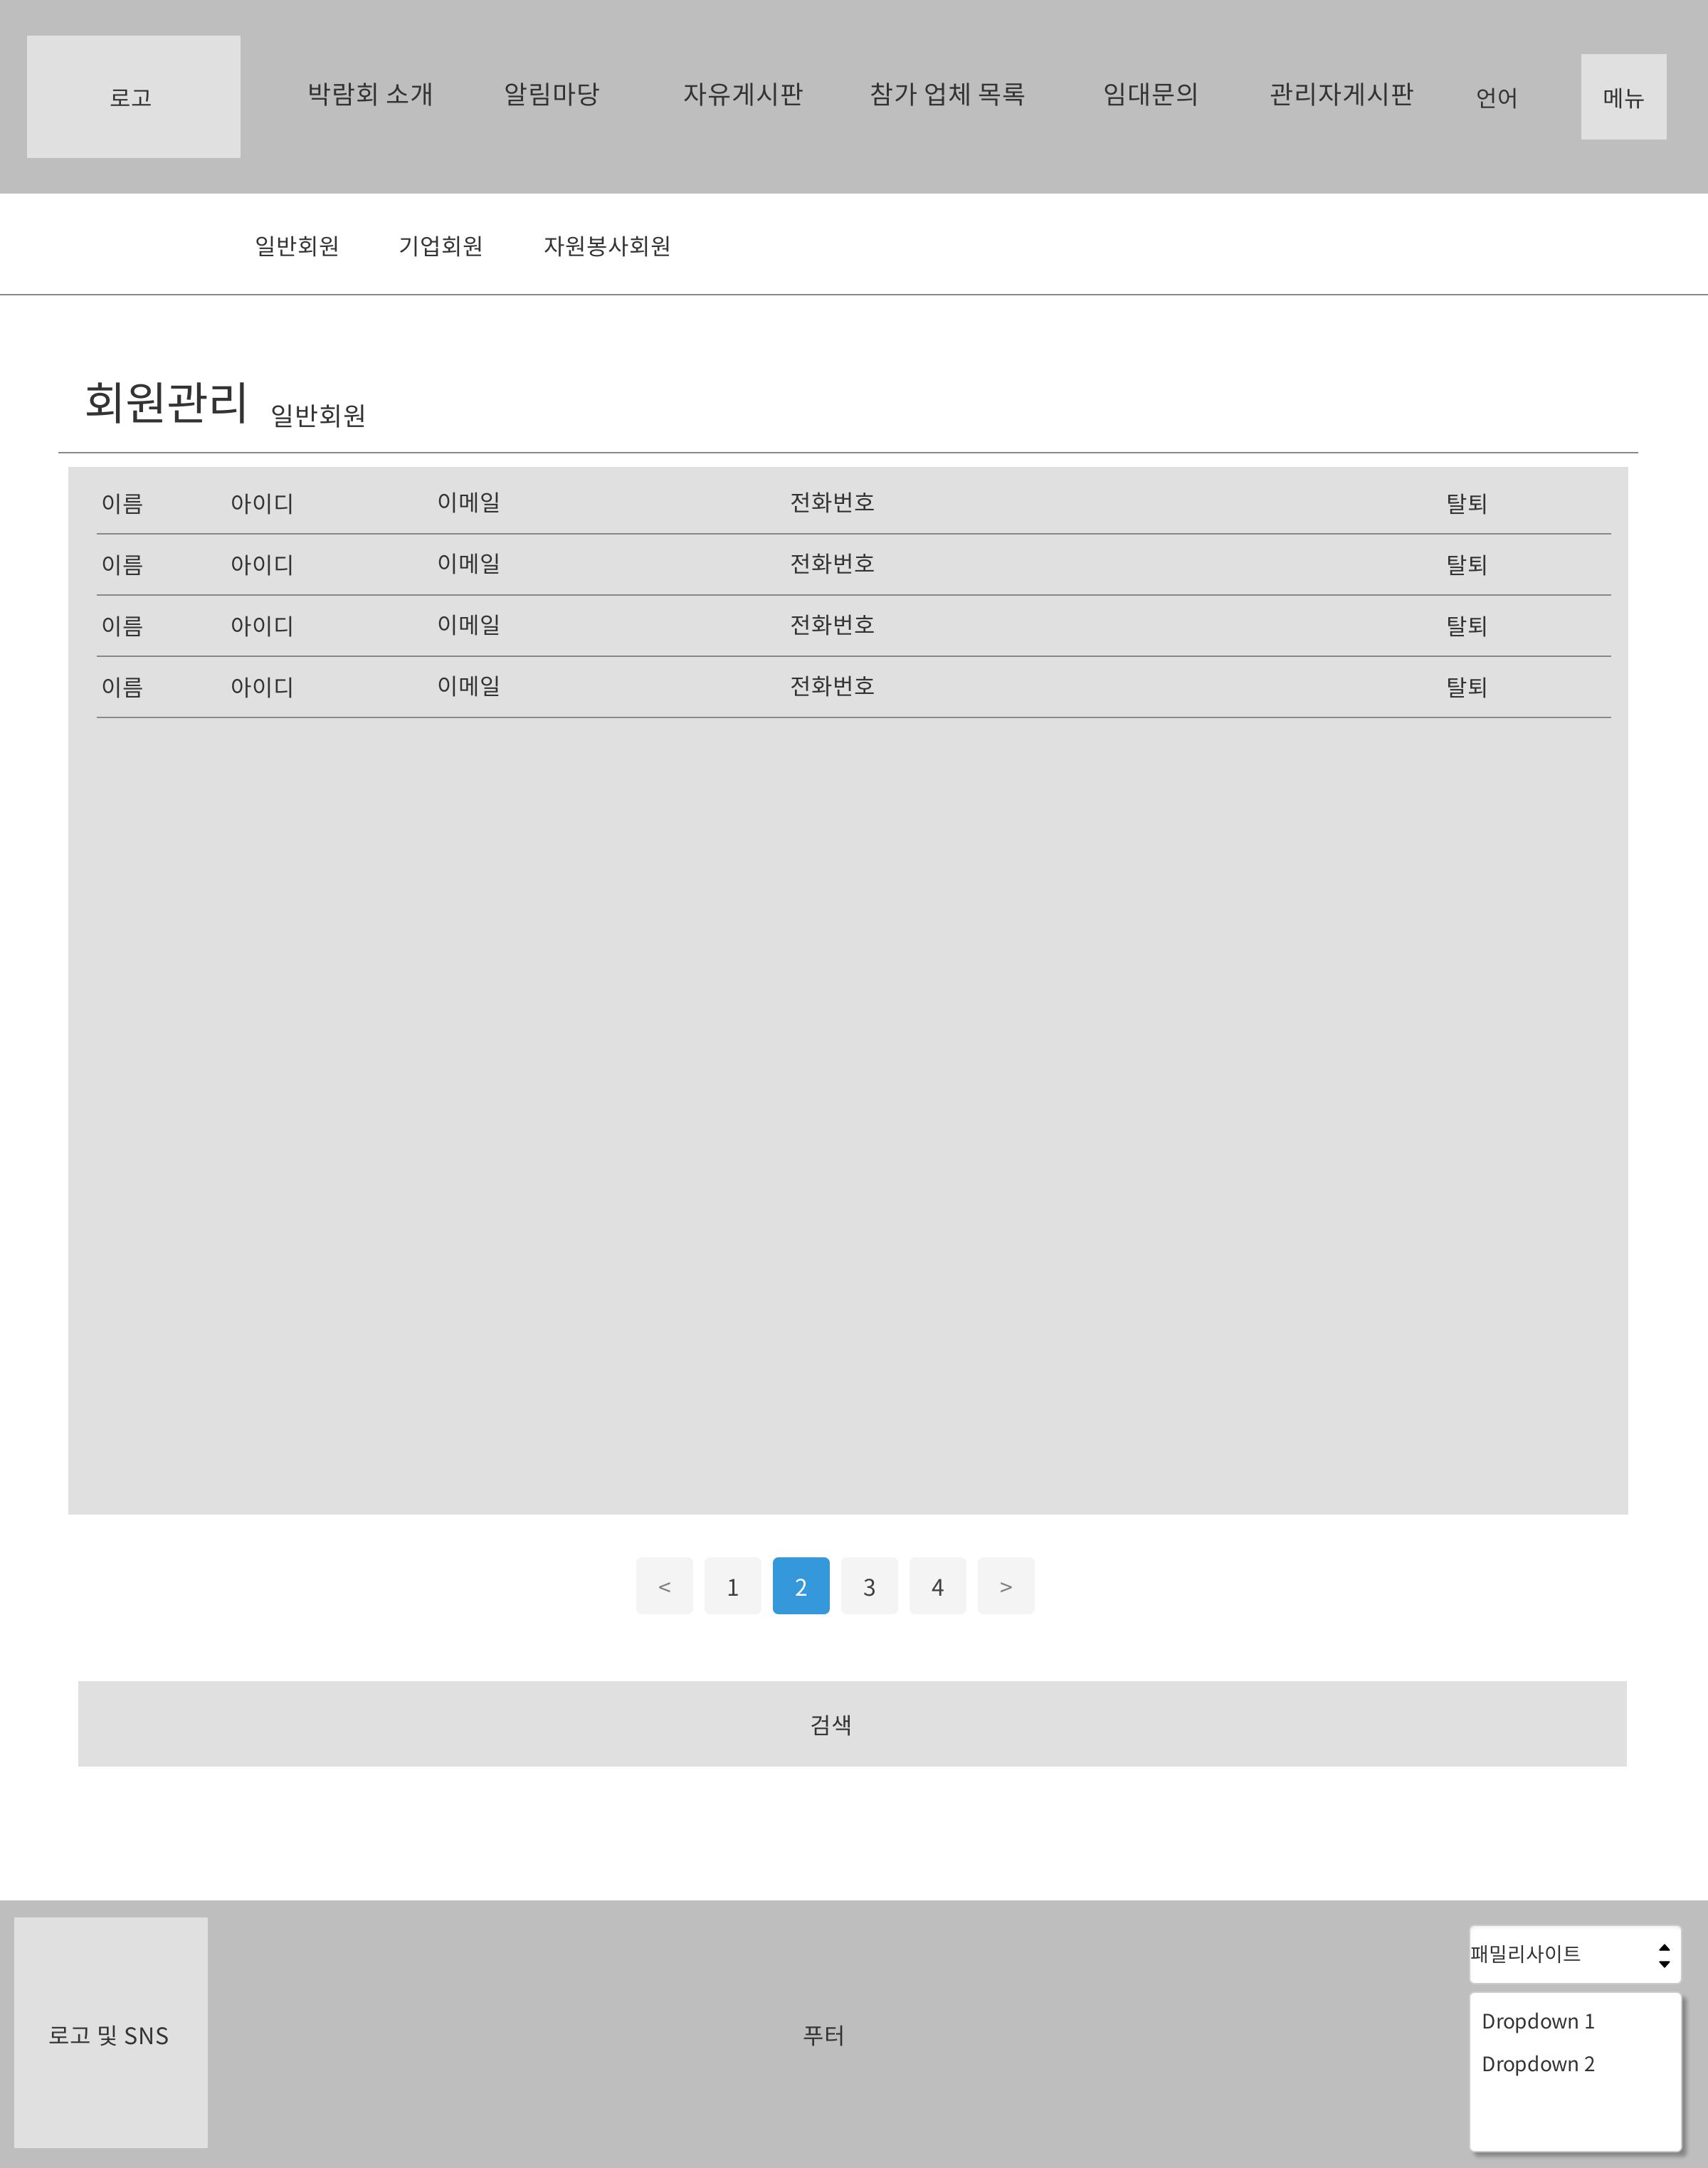 로고 박람회 소개 알림마당 자유게시판 참가 업체 목록 임대문의 관리자게시판 언어 메뉴
일반회원 기업회원 자원봉사회원
회원관리 일반회원
이름 아이디 이메일 전화번호 탈퇴
이름 아이디 이메일 전화번호 탈퇴
이름 아이디 이메일 전화번호 탈퇴
이름 아이디 이메일 전화번호 탈퇴
< 1 2 3 4 >
검색
패밀리사이트
Dropdown 1
로고 및 SNS 푸터
Dropdown 2